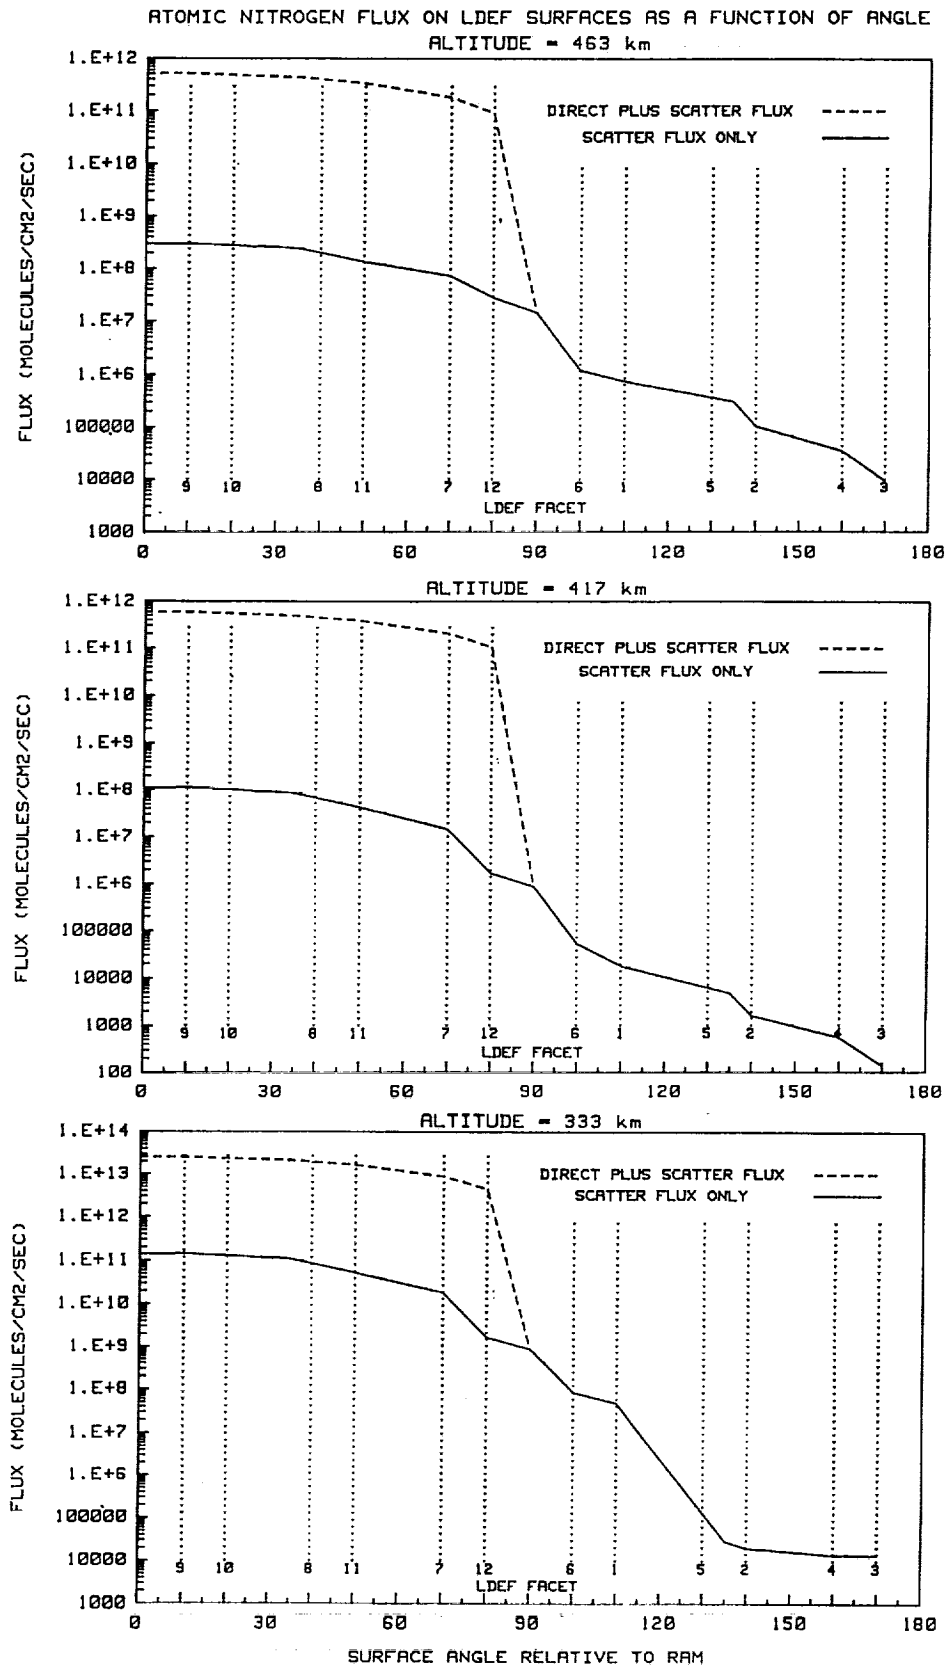 ATOMIC NITROGEN FLUX ON LDEF SURFACES AS A FUNCTION OF ANGLE
ALTITUDE = 463 km
1.E+12
1.E+11
1.E+10
1.E+9
1.E+8
1.E+7
1.E+6
100000
10000
1000
FLUX (MOLECULES/CM2/SEC)
DIRECT PLUS SCATTER FLUX
SCATTER FLUX ONLY
9 10 8 11 7 12 6 1 5 2 4 3
LDEF FACET
0 30 60 90 120 150 180
ALTITUDE = 417 km
1.E+12
1.E+11
1.E+10
1.E+9
1.E+8
1.E+7
1.E+6
100000
10000
1000
100
FLUX (MOLECULES/CM2/SEC)
DIRECT PLUS SCATTER FLUX
SCATTER FLUX ONLY
9 10 8 11 7 12 6 1 5 2 4 3
LDEF FACET
0 30 60 90 120 150 180
ALTITUDE = 333 km
1.E+14
1.E+13
1.E+12
1.E+11
1.E+10
1.E+9
1.E+8
1.E+7
1.E+6
100000
10000
1000
FLUX (MOLECULES/CM2/SEC)
DIRECT PLUS SCATTER FLUX
SCATTER FLUX ONLY
9 10 8 11 7 12 6 1 5 2 4 3
LDEF FACET
0 30 60 90 120 150 180
SURFACE ANGLE RELATIVE TO RAM